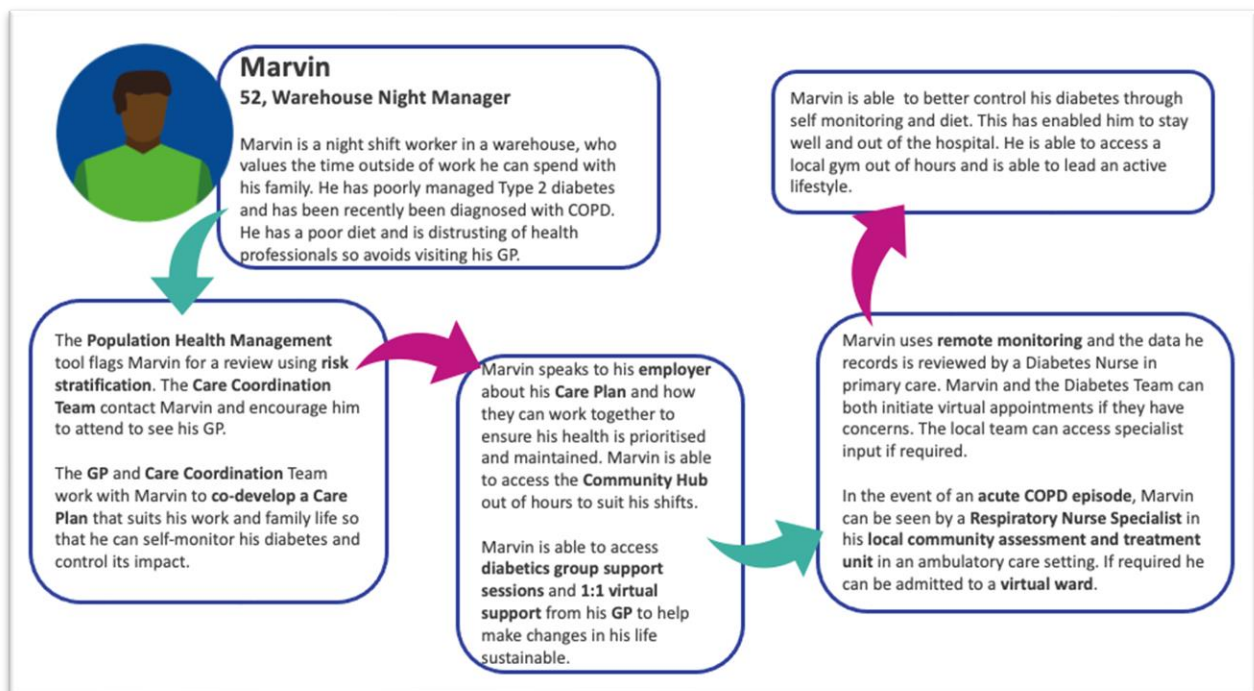 Marvin
52, Warehouse Night Manager
Marvin is a night shift worker in a warehouse, who
values the time outside of work he can spend with
his family. He has poorly managed Type 2 diabetes
and has been recently been diagnosed with COPD.
He has a poor diet and is distrusting of health
professionals so avoids visiting his GP.
The Population Health Management
tool flags Marvin for a review using risk
stratification. The Care Coordination
Team contact Marvin and encourage him
to attend to see his GP.
The GP and Care Coordination Team
work with Marvin to co-develop a Care
Plan that suits his work and family life so
that he can self-monitor his diabetes and
control its impact.
Marvin speaks to his employer
about his Care Plan and how
they can work together to
ensure his health is prioritised
and maintained. Marvin is able
to access the Community Hub
out of hours to suit his shifts.
Marvin is able to access
diabetics group support
sessions and 1:1 virtual
support from his GP to help
make changes in his life
sustainable.
Marvin uses remote monitoring and the data he
records is reviewed by a Diabetes Nurse in
primary care. Marvin and the Diabetes Team can
both initiate virtual appointments if they have
concerns. The local team can access specialist
input if required.
In the event of an acute COPD episode, Marvin
can be seen by a Respiratory Nurse Specialist in
his local community assessment and treatment
unit in an ambulatory care setting. If required he
can be admitted to a virtual ward.
Marvin is able to better control his diabetes through
self monitoring and diet. This has enabled him to stay
well and out of the hospital. He is able to access a
local gym out of hours and is able to lead an active
lifestyle.